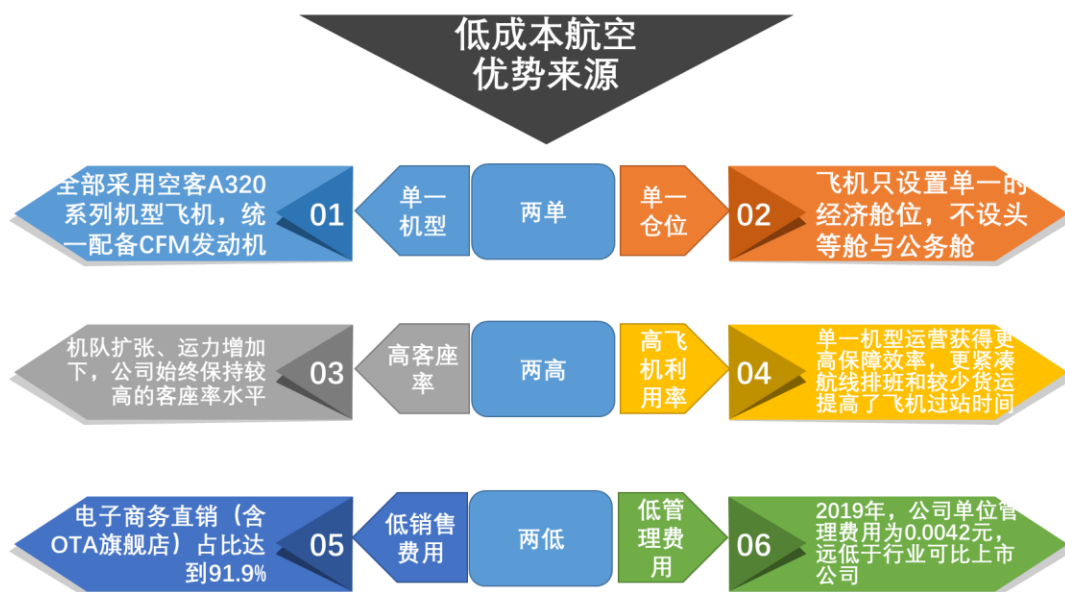 低成本航空
优势来源
全部采用空客A320
系列机型飞机，统
一配备CFM发动机
01
单一
机型
两单
单一
仓位
02
飞机只设置单一的
经济舱位，不设头
等舱与公务舱
机队扩张、运力增加
下，公司始终保持较
高的客座率水平
03
高客座
率
两高
高飞
机利
用率
04
单一机型运营获得更
高保障效率，更紧凑
航线排班和较少货运
提高了飞机过站时间
电子商务直销（含
OTA旗舰店）占比达
到91.9%
05
低销售
费用
两低
低管
理费
用
06
2019年，公司单位管
理费用为0.0042元，
远低于行业可比上市
公司